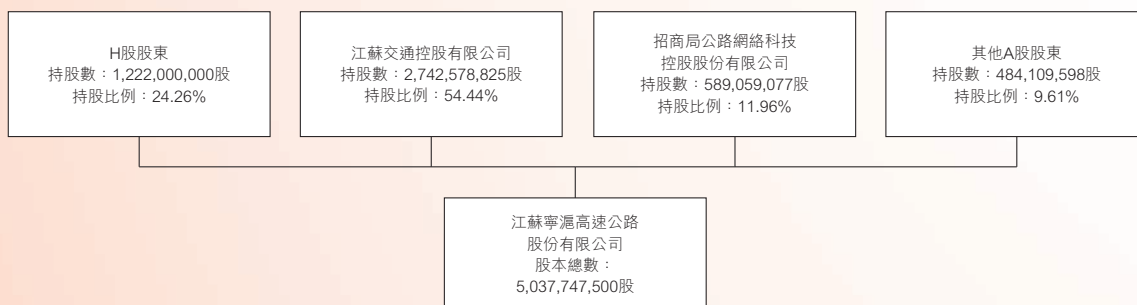 H股股東
持股數：1,222,000,000股
持股比例：24.26%
江蘇交通控股有限公司
持股數：2,742,578,825股
持股比例：54.44%
招商局公路網絡科技
控股股份有限公司
持股數：589,059,077股
持股比例：11.96%
其他A股股東
持股數：484,109,598股
持股比例：9.61%
江蘇寧滬高速公路
股份有限公司
股本總數：
5,037,747,500股